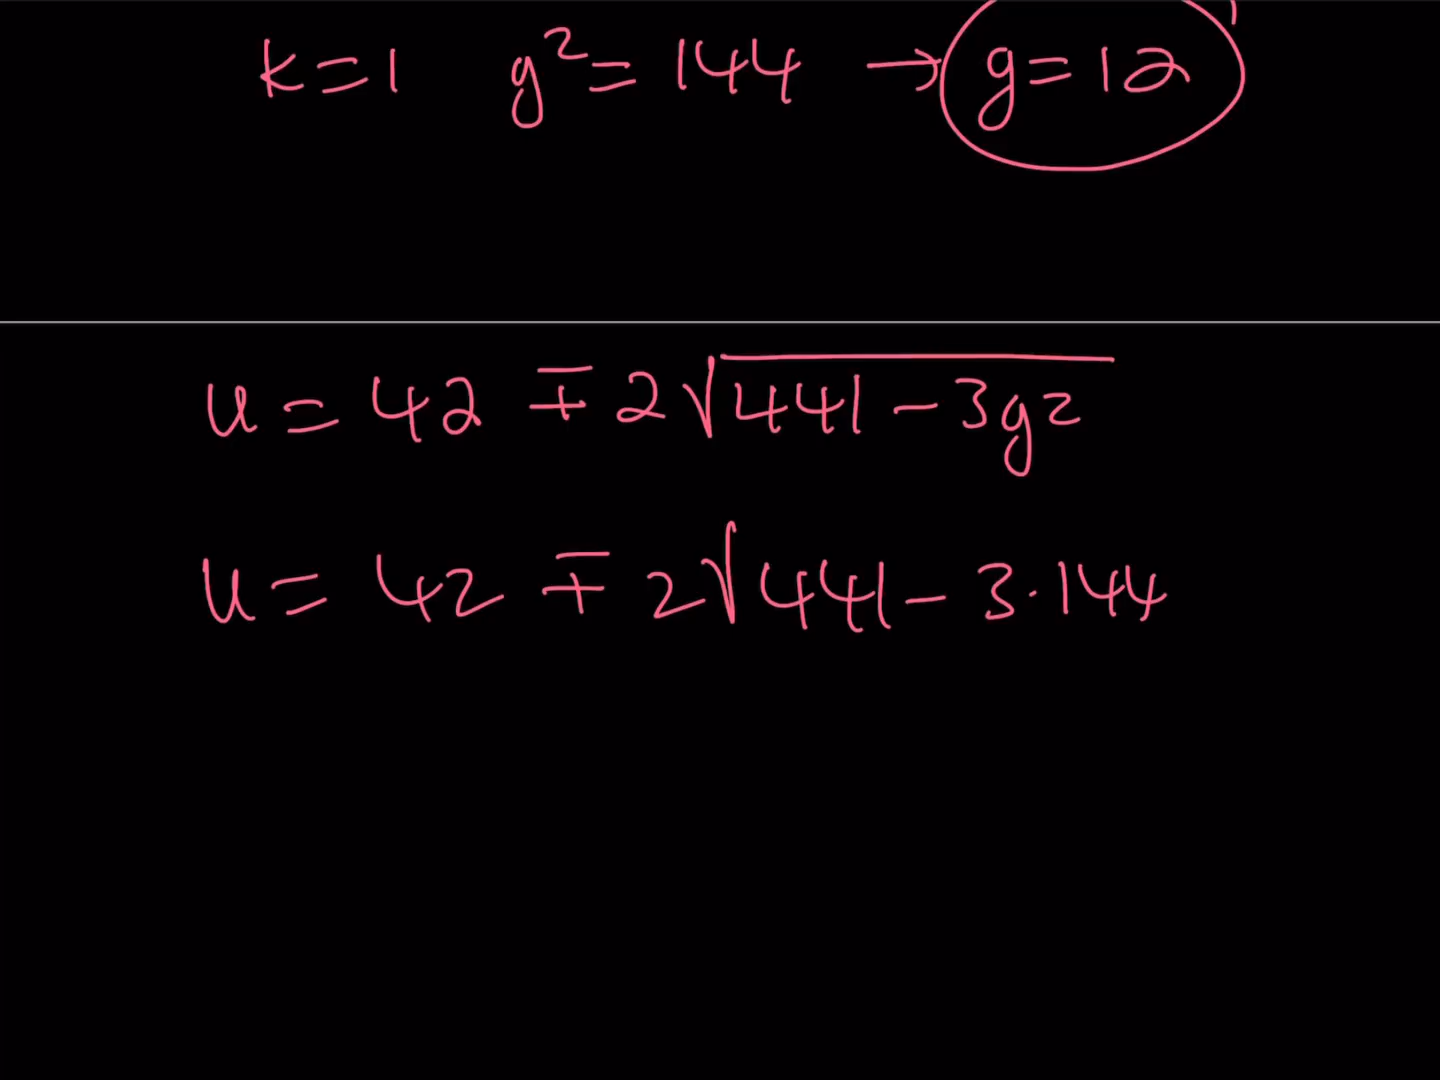 k=1 g²= 144 → g=12
u = 42 ∓ 2√441 − 3g²
u = 42 ∓ 2√441 − 3·144